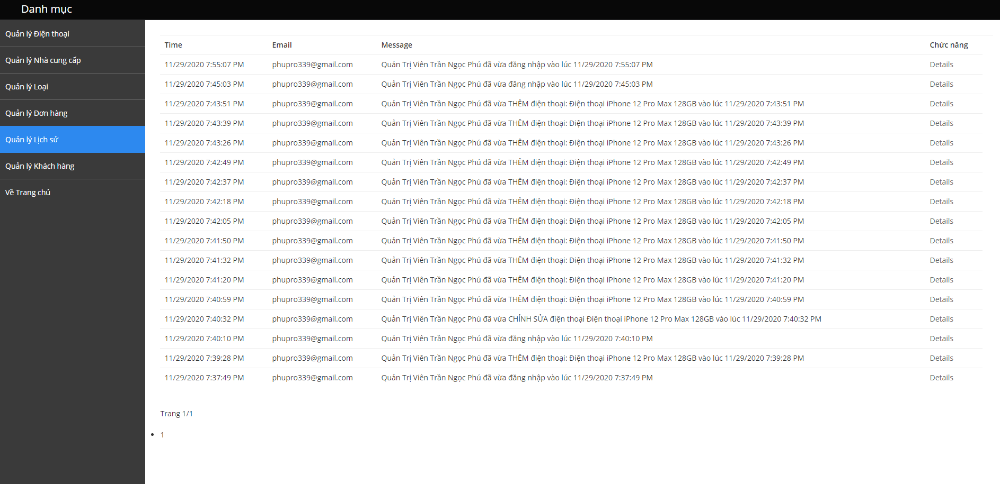 Danh mục
Quản lý Điện thoại
Quản lý Nhà cung cấp
Quản lý Loại
Quản lý Đơn hàng
Quản lý Lịch sử
Quản lý Khách hàng
Về Trang chủ
Time Email Message Chức năng
11/29/2020 7:55:07 PM phupro339@gmail.com Quản Trị Viên Trần Ngọc Phú đã vừa đăng nhập vào lúc 11/29/2020 7:55:07 PM Details
11/29/2020 7:45:03 PM phupro339@gmail.com Quản Trị Viên Trần Ngọc Phú đã vừa đăng nhập vào lúc 11/29/2020 7:45:03 PM Details
11/29/2020 7:43:51 PM phupro339@gmail.com Quản Trị Viên Trần Ngọc Phú đã vừa THÊM điện thoại: Điện thoại iPhone 12 Pro Max 128GB vào lúc 11/29/2020 7:43:51 PM Details
11/29/2020 7:43:39 PM phupro339@gmail.com Quản Trị Viên Trần Ngọc Phú đã vừa THÊM điện thoại: Điện thoại iPhone 12 Pro Max 128GB vào lúc 11/29/2020 7:43:39 PM Details
11/29/2020 7:43:26 PM phupro339@gmail.com Quản Trị Viên Trần Ngọc Phú đã vừa THÊM điện thoại: Điện thoại iPhone 12 Pro Max 128GB vào lúc 11/29/2020 7:43:26 PM Details
11/29/2020 7:42:49 PM phupro339@gmail.com Quản Trị Viên Trần Ngọc Phú đã vừa THÊM điện thoại: Điện thoại iPhone 12 Pro Max 128GB vào lúc 11/29/2020 7:42:49 PM Details
11/29/2020 7:42:37 PM phupro339@gmail.com Quản Trị Viên Trần Ngọc Phú đã vừa THÊM điện thoại: Điện thoại iPhone 12 Pro Max 128GB vào lúc 11/29/2020 7:42:37 PM Details
11/29/2020 7:42:18 PM phupro339@gmail.com Quản Trị Viên Trần Ngọc Phú đã vừa THÊM điện thoại: Điện thoại iPhone 12 Pro Max 128GB vào lúc 11/29/2020 7:42:18 PM Details
11/29/2020 7:42:05 PM phupro339@gmail.com Quản Trị Viên Trần Ngọc Phú đã vừa THÊM điện thoại: Điện thoại iPhone 12 Pro Max 128GB vào lúc 11/29/2020 7:42:05 PM Details
11/29/2020 7:41:50 PM phupro339@gmail.com Quản Trị Viên Trần Ngọc Phú đã vừa THÊM điện thoại: Điện thoại iPhone 12 Pro Max 128GB vào lúc 11/29/2020 7:41:50 PM Details
11/29/2020 7:41:32 PM phupro339@gmail.com Quản Trị Viên Trần Ngọc Phú đã vừa THÊM điện thoại: Điện thoại iPhone 12 Pro Max 128GB vào lúc 11/29/2020 7:41:32 PM Details
11/29/2020 7:41:20 PM phupro339@gmail.com Quản Trị Viên Trần Ngọc Phú đã vừa THÊM điện thoại: Điện thoại iPhone 12 Pro Max 128GB vào lúc 11/29/2020 7:41:20 PM Details
11/29/2020 7:40:59 PM phupro339@gmail.com Quản Trị Viên Trần Ngọc Phú đã vừa THÊM điện thoại: Điện thoại iPhone 12 Pro Max 128GB vào lúc 11/29/2020 7:40:59 PM Details
11/29/2020 7:40:32 PM phupro339@gmail.com Quản Trị Viên Trần Ngọc Phú đã vừa CHỈNH SỬA điện thoại Điện thoại iPhone 12 Pro Max 128GB vào lúc 11/29/2020 7:40:32 PM Details
11/29/2020 7:40:10 PM phupro339@gmail.com Quản Trị Viên Trần Ngọc Phú đã vừa đăng nhập vào lúc 11/29/2020 7:40:10 PM Details
11/29/2020 7:39:28 PM phupro339@gmail.com Quản Trị Viên Trần Ngọc Phú đã vừa THÊM điện thoại: Điện thoại iPhone 12 Pro Max 128GB vào lúc 11/29/2020 7:39:28 PM Details
11/29/2020 7:37:49 PM phupro339@gmail.com Quản Trị Viên Trần Ngọc Phú đã vừa đăng nhập vào lúc 11/29/2020 7:37:49 PM Details
Trang 1/1
• 1